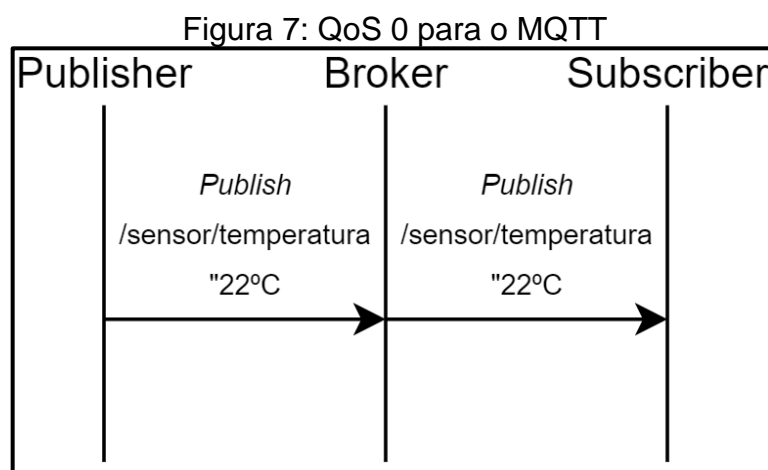 Figura 7: QoS 0 para o MQTT
Publisher Broker Subscriber
Publish Publish
/sensor/temperatura /sensor/temperatura
"22ºC "22ºC